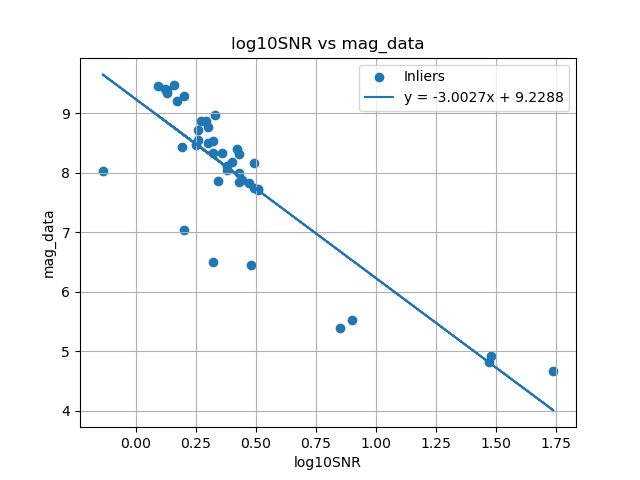 log10SNR vs mag_data
Inliers
y = -3.0027x + 9.2288
9
8
7
6
5
4
mag_data
0.00 0.25 0.50 0.75 1.00 1.25 1.50 1.75
log10SNR